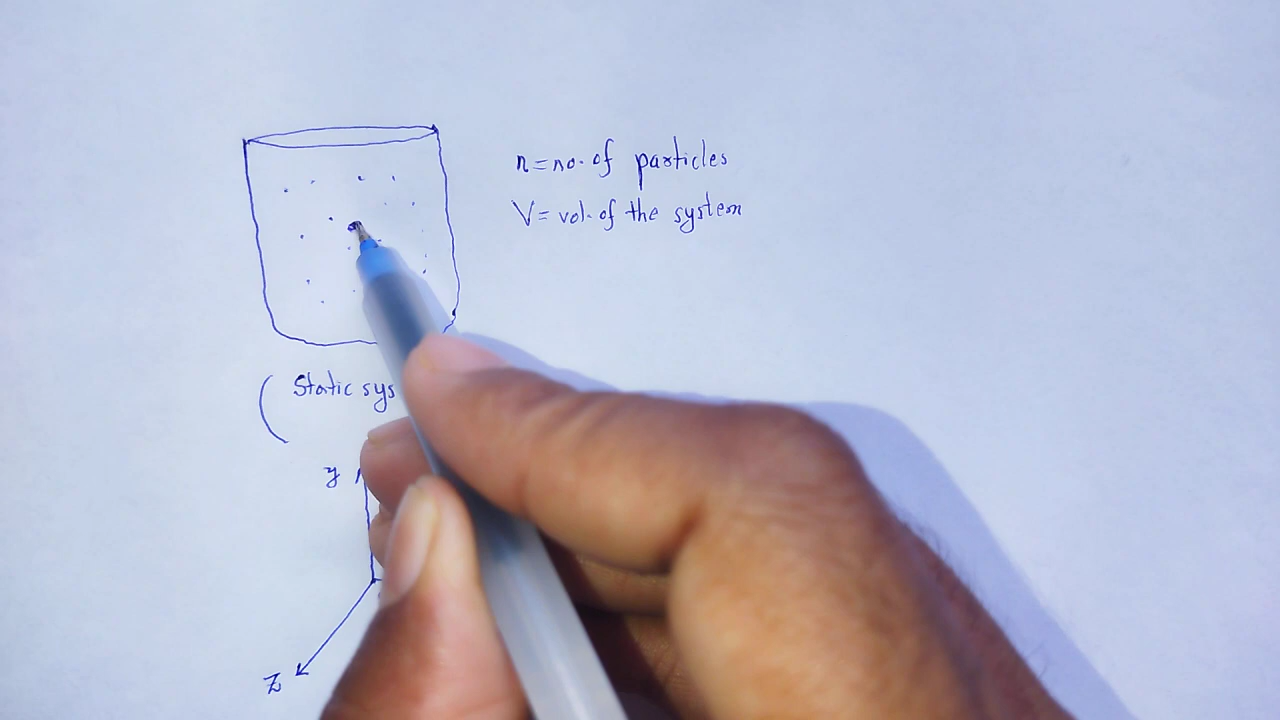 n=no. of particles
V= vol. of the system
(Static sys
y
Z